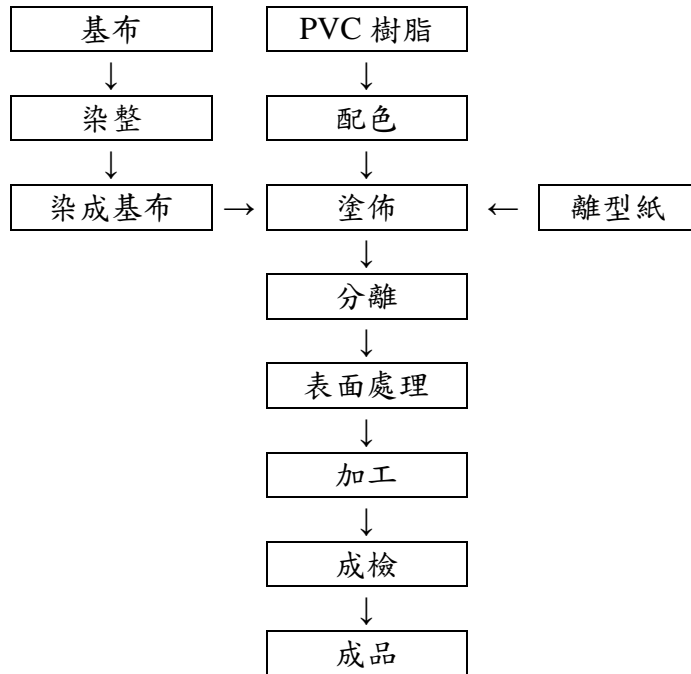 基布 PVC 樹脂
↓ ↓
染整 配色
↓ ↓
染成基布 → 塗佈 ← 離型紙
↓
分離
↓
表面處理
↓
加工
↓
成檢
↓
成品